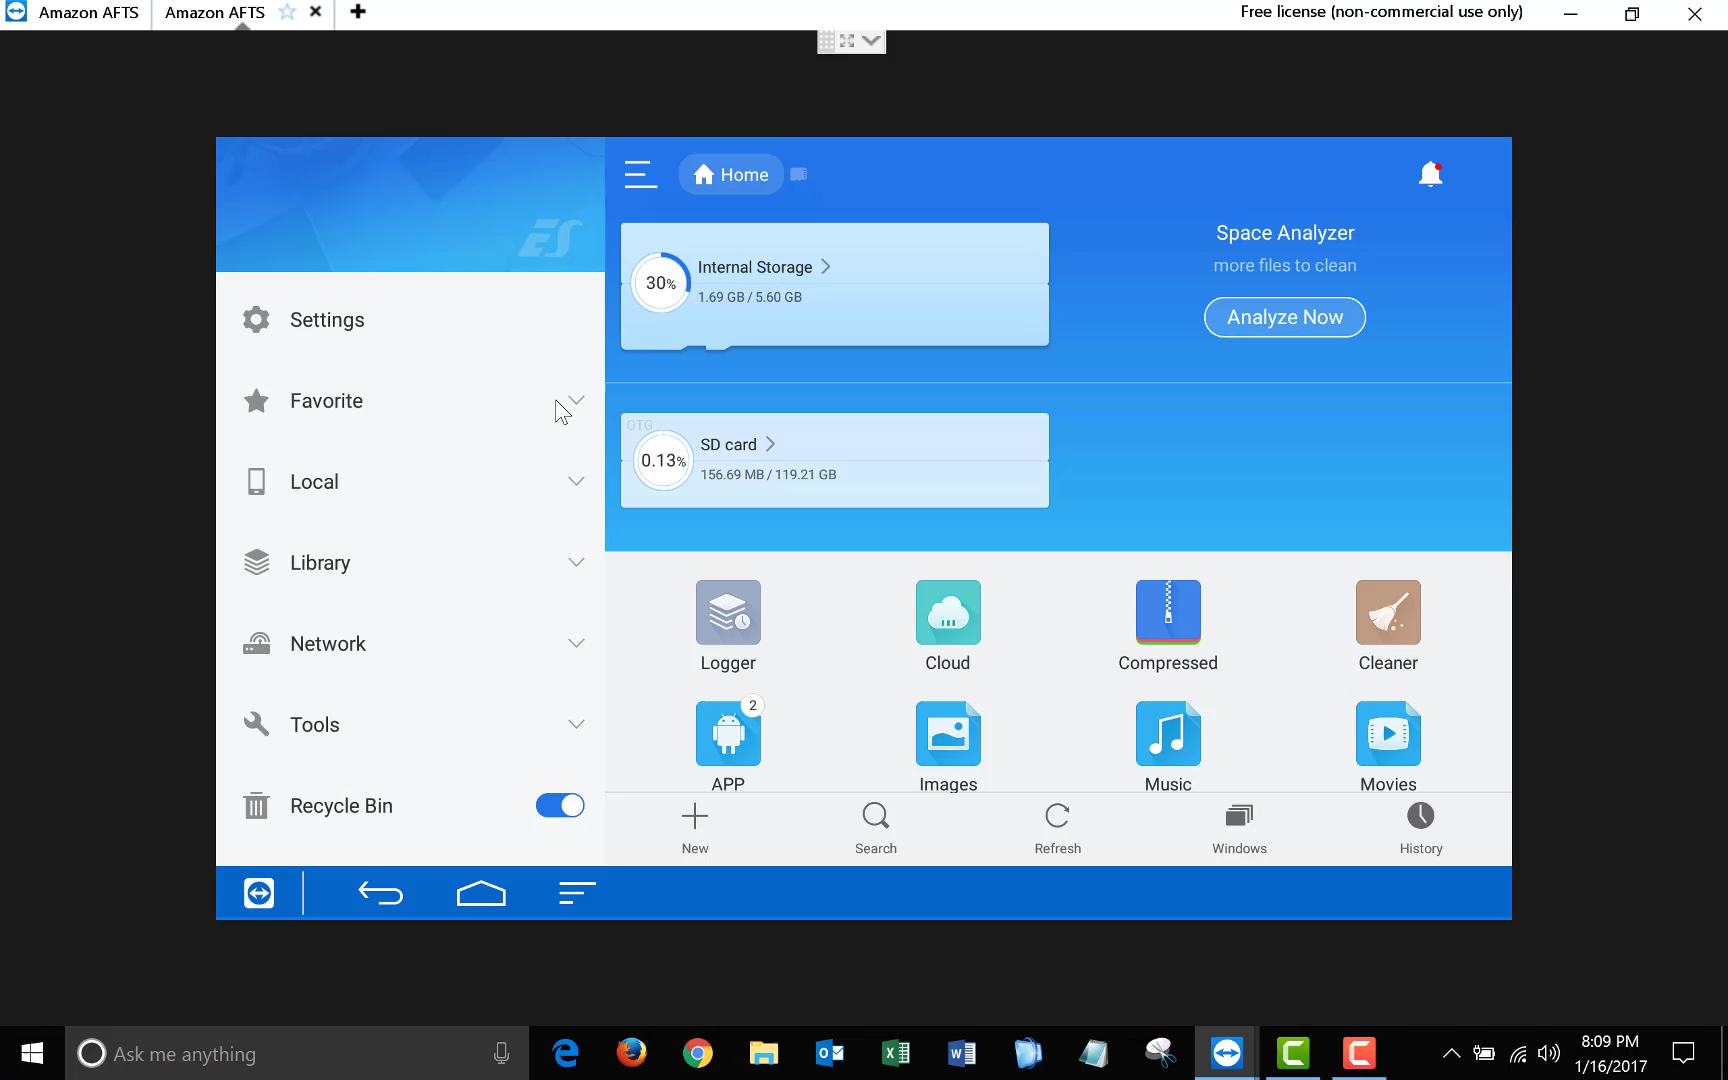 Amazon AFTS
Amazon AFTS
Free license (non-commercial use only)
ES
Settings
Favorite
Local
Library
Network
Tools
Recycle Bin
Home
30%
Internal Storage
1.69 GB / 5.60 GB
Space Analyzer
more files to clean
Analyze Now
OTG
0.13%
SD card
156.69 MB / 119.21 GB
Logger
Cloud
Compressed
Cleaner
2
APP
Images
Music
Movies
New
Search
Refresh
Windows
History
Ask me anything
8:09 PM
1/16/2017